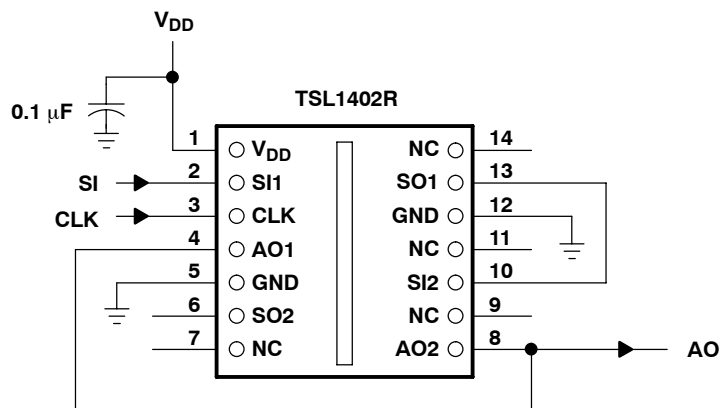 VDD
0.1 μF
TSL1402R
1 VDD NC 14
SI 2 SI1 SO1 13
CLK 3 CLK GND 12
4 AO1 NC 11
5 GND SI2 10
6 SO2 NC 9
7 NC AO2 8 AO